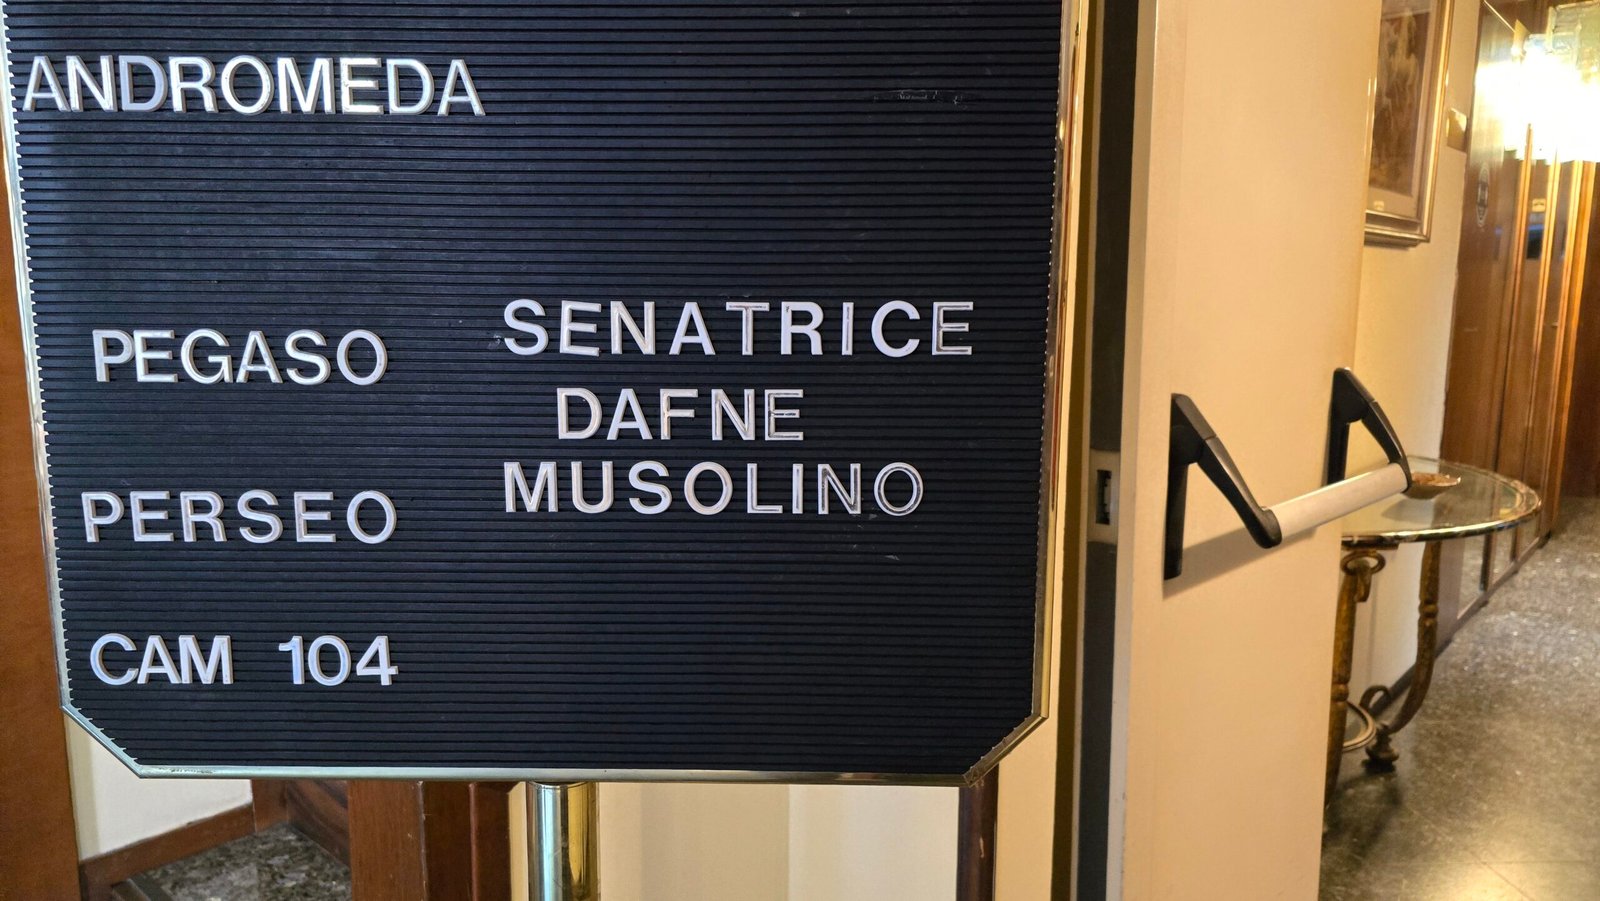 ANDROMEDA
PEGASO
SENATRICE
DAFNE
MUSOLINO
PERSEO
CAM 104